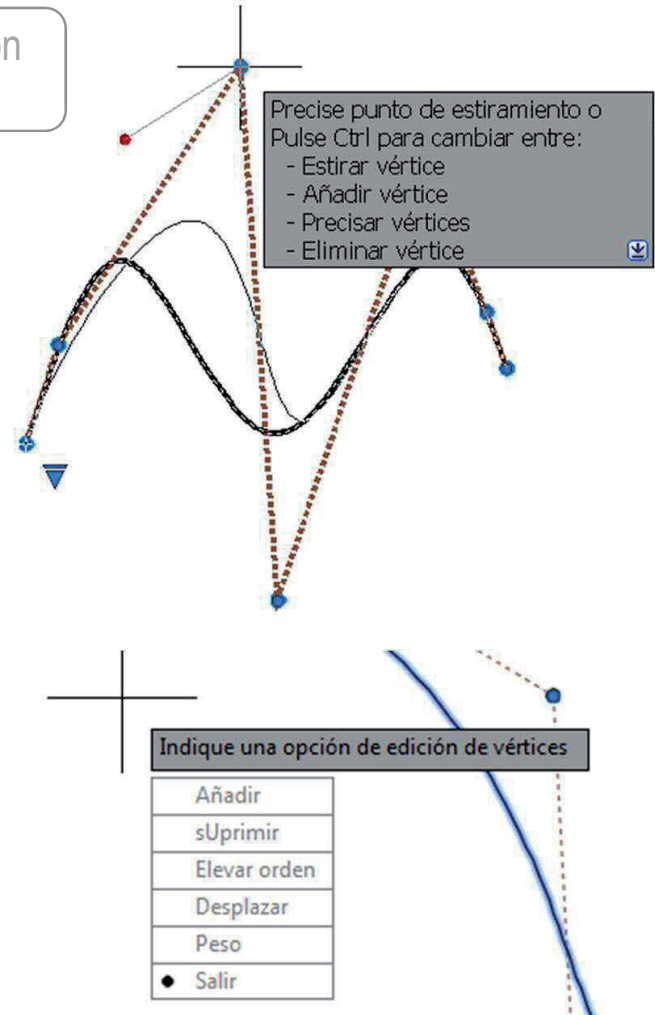 Precise punto de estiramiento o
Pulse Ctrl para cambiar entre:
- Estirar vértice
- Añadir vértice
- Precisar vértices
- Eliminar vértice
Indique una opción de edición de vértices
Añadir
sUprimir
Elevar orden
Desplazar
Peso
Salir